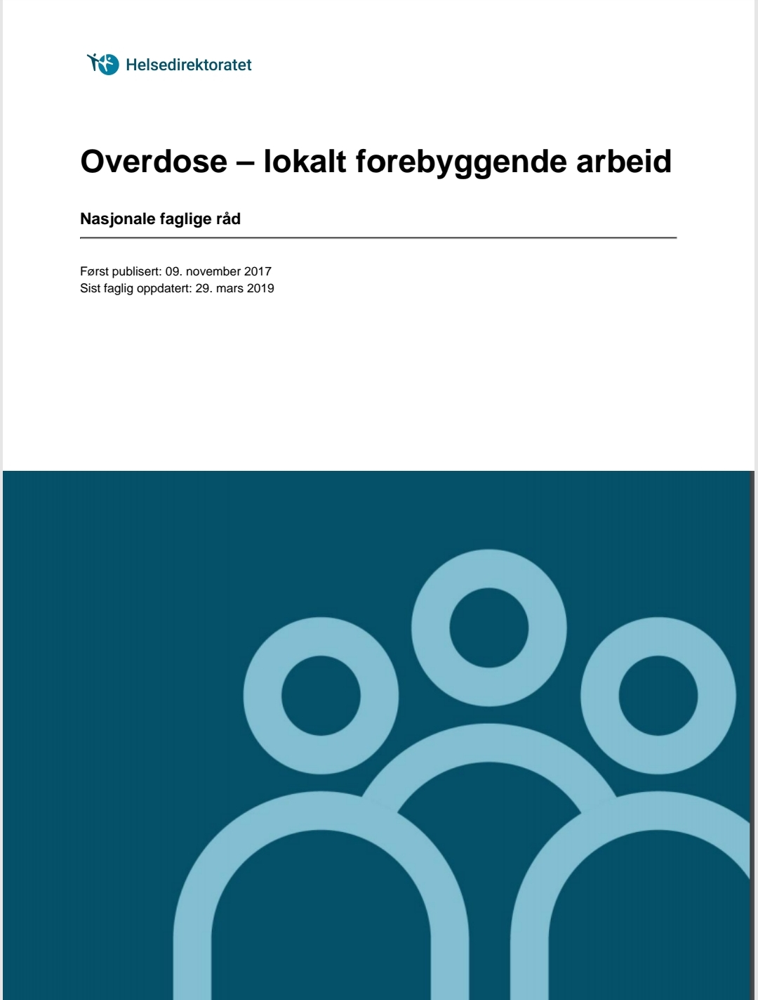 Helsedirektoratet
Overdose – lokalt forebyggende arbeid
Nasjonale faglige råd
Først publisert: 09. november 2017
Sist faglig oppdatert: 29. mars 2019